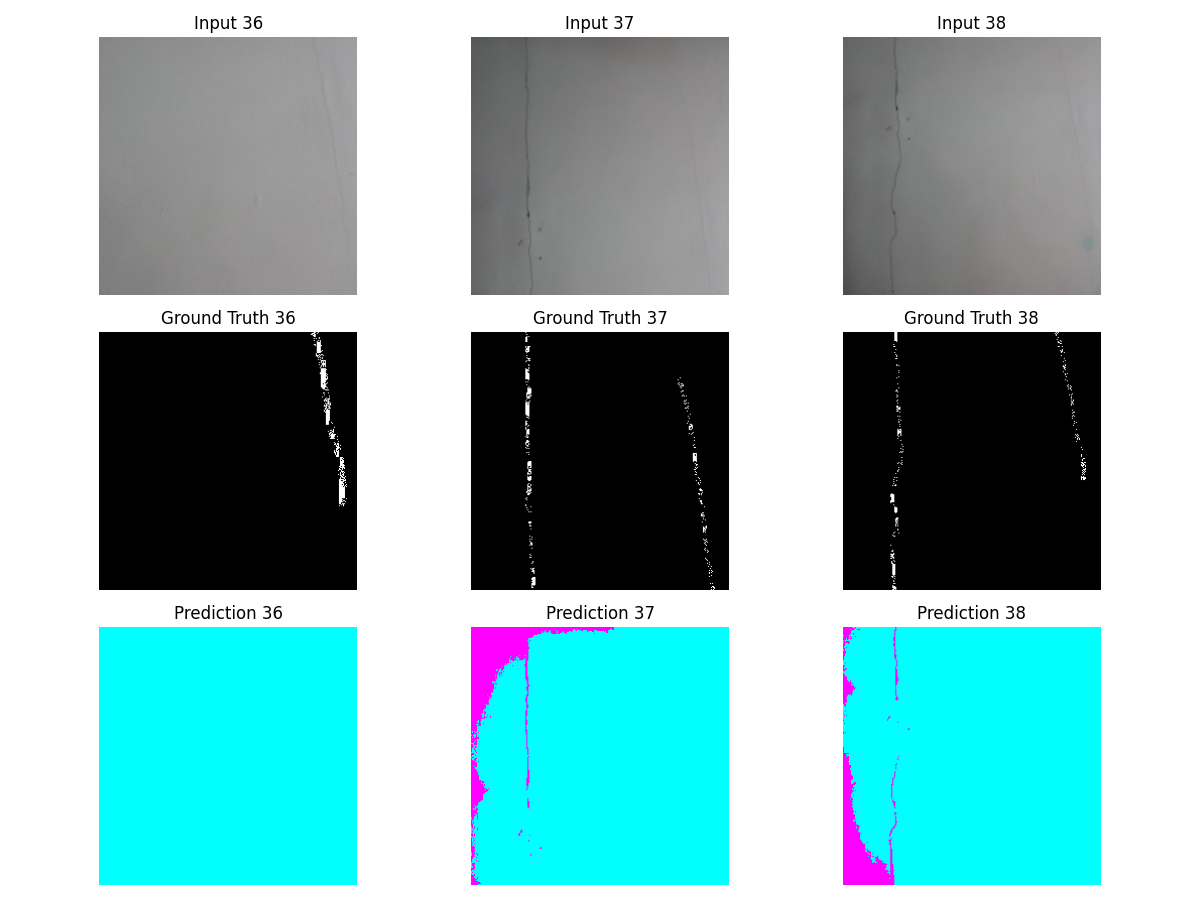 Input 36
Input 37
Input 38
Ground Truth 36
Ground Truth 37
Ground Truth 38
Prediction 36
Prediction 37
Prediction 38